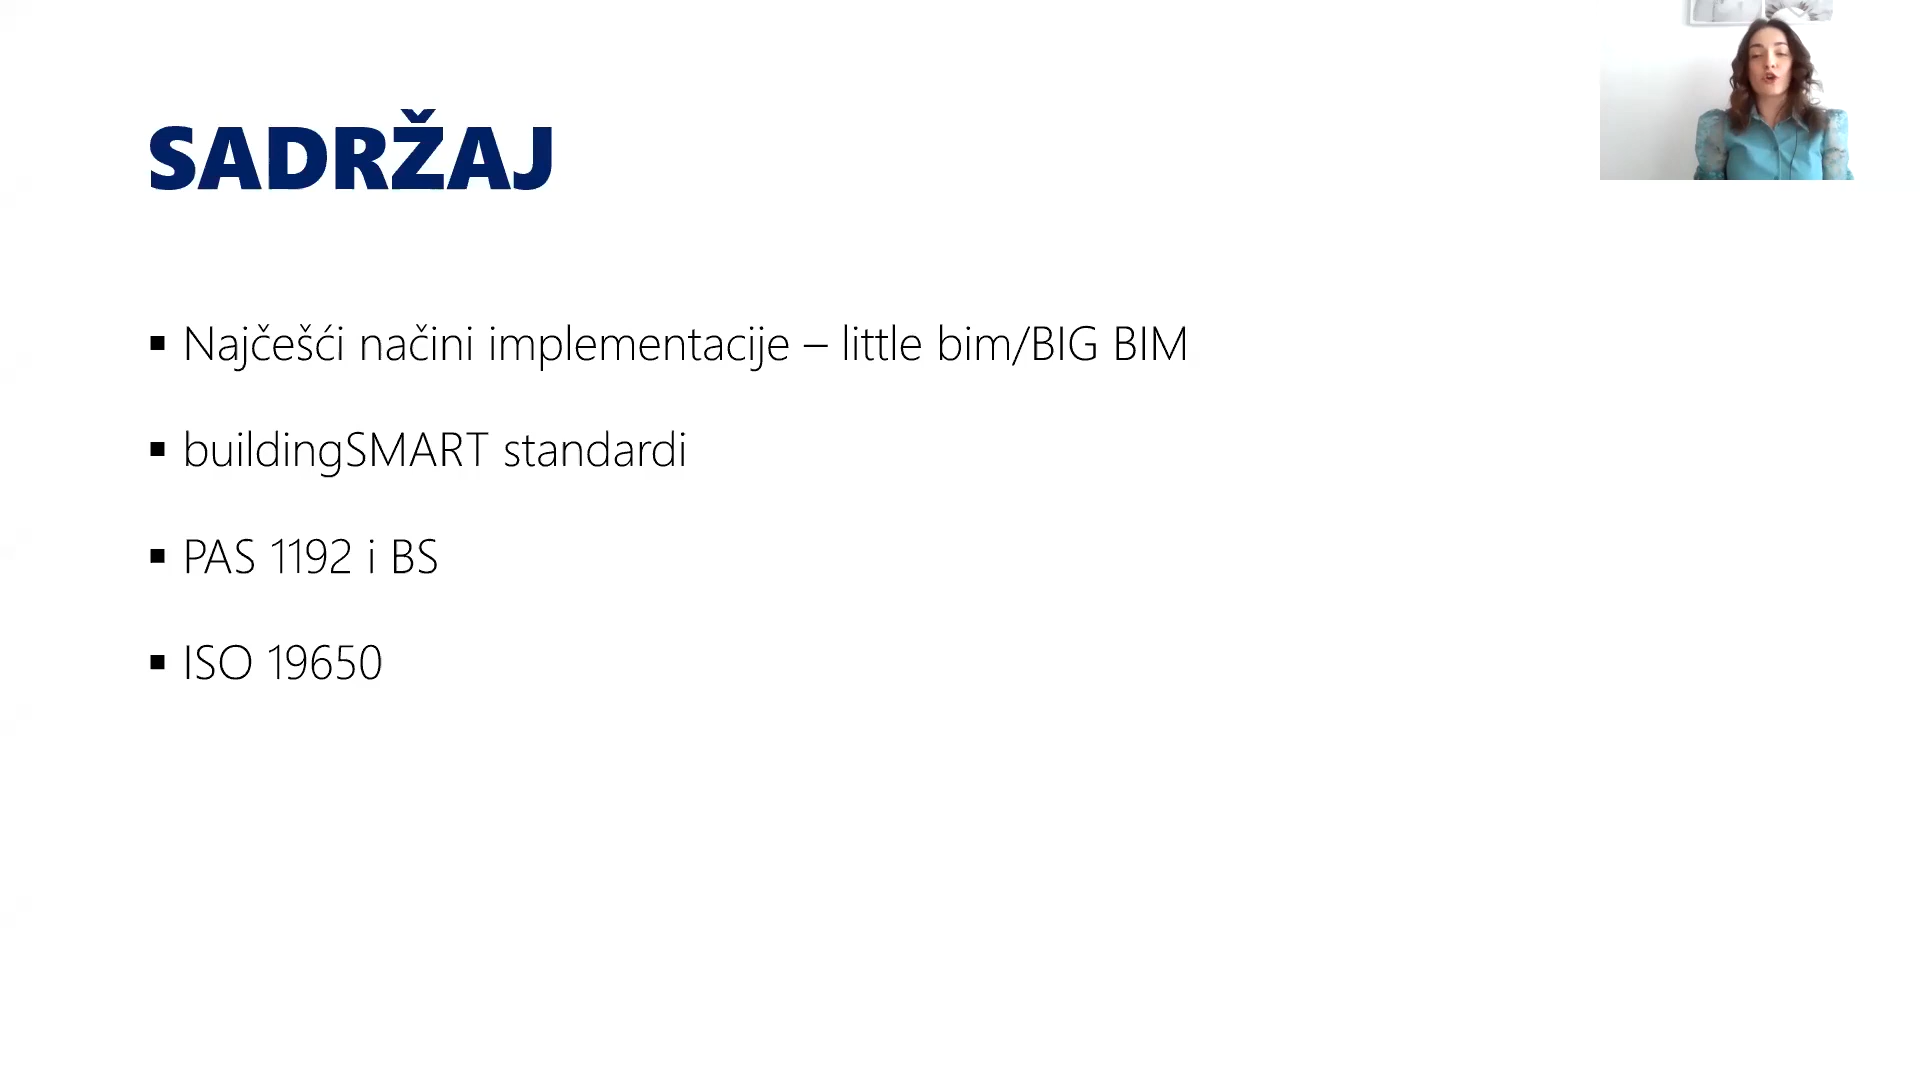 SADRŽAJ
▪ Najčešći načini implementacije – little bim/BIG BIM
▪ buildingSMART standardi
▪ PAS 1192 i BS
▪ ISO 19650